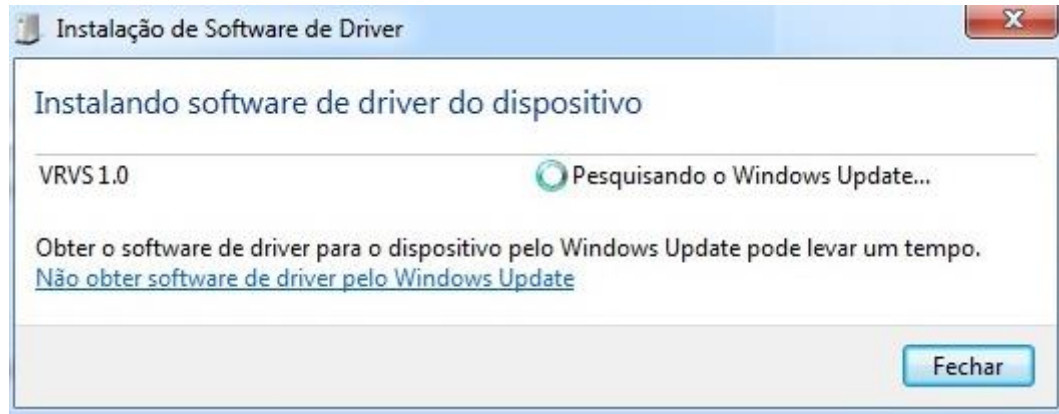 Instalação de Software de Driver
Instalando software de driver do dispositivo
VRVS 1.0 Pesquisando o Windows Update...
Obter o software de driver para o dispositivo pelo Windows Update pode levar um tempo.
Não obter software de driver pelo Windows Update
Fechar